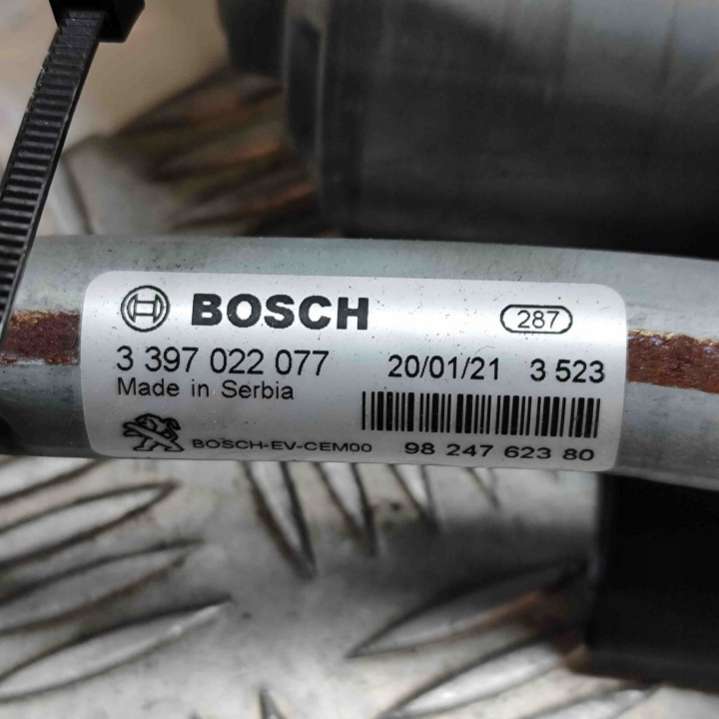 BOSCH 287
3 397 022 077 20/01/21 3 523
Made in Serbia
BOSCH-EV-CEM00 98 247 623 80